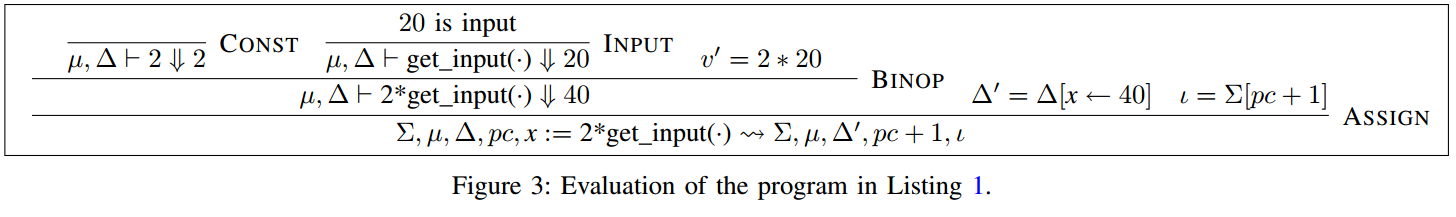 20 is input
μ, Δ ⊢ 2 ⇓ 2 CONST μ, Δ ⊢ get_input(·) ⇓ 20 INPUT v′ = 2 ∗ 20
μ, Δ ⊢ 2*get_input(·) ⇓ 40 BINOP Δ′ = Δ[x ← 40] ι = Σ[pc + 1]
Σ, μ, Δ, pc, x := 2*get_input(·) ⇝ Σ, μ, Δ′, pc + 1, ι ASSIGN
Figure 3: Evaluation of the program in Listing 1.